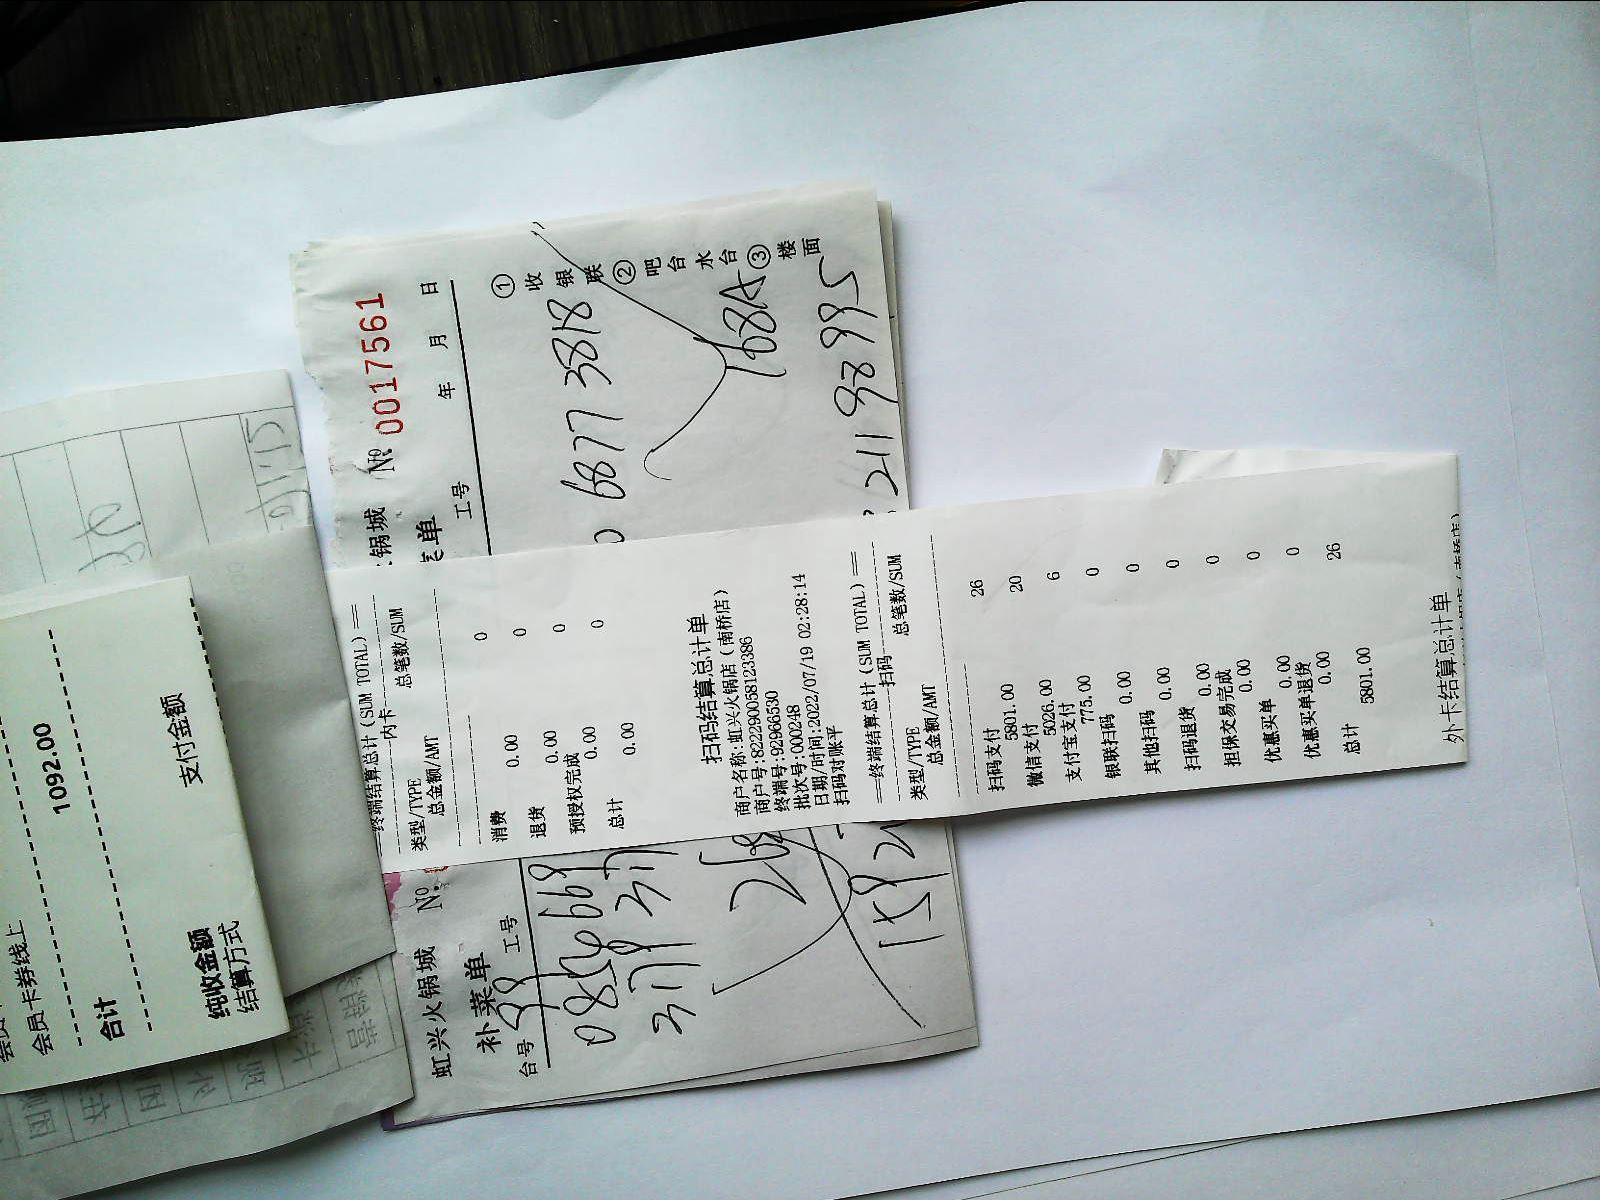 会员卡券线上
合计 1092.00
纯收金额
结算方式 支付金额
虹兴火锅城 №
补菜单
台号 工号
锅城 № 0017561
菜单
工号 年 月 日
① 收银联 ② 吧台水台 ③ 楼面
6877 3818
168A
211 98995
==终端结算总计(SUM TOTAL)==
内卡
类型/TYPE 总笔数/SUM
总金额/AMT
消费 0
0.00
退货 0
0.00
预授权完成 0
0.00
总计 0
0.00
扫码结算总计单
商户名称:虹兴火锅店(南桥店)
商户号:822290058123386
终端号:92966530
批次号:000248
日期/时间:2022/07/19 02:28:14
扫码对账平
==终端结算总计(SUM TOTAL)==
扫码
类型/TYPE 总笔数/SUM
总金额/AMT
扫码支付 26
5801.00
微信支付 20
5026.00
支付宝支付 6
775.00
银联扫码 0
0.00
其他扫码 0
0.00
扫码退货 0
0.00
担保交易完成 0
0.00
优惠买单 0
0.00
优惠买单退货 0
0.00
总计 26
5801.00
外卡结算总计单